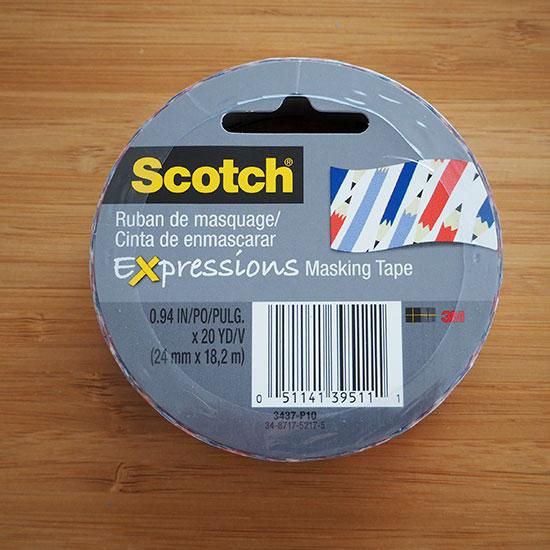 Scotch®
Ruban de masquage/
Cinta de enmascarar
Expressions Masking Tape
0.94 IN/PO/PULG.
x 20 YD/V
(24 mm x 18,2 m)
3M
0 51141 39511 1
3437-P10
34-8717-5217-5